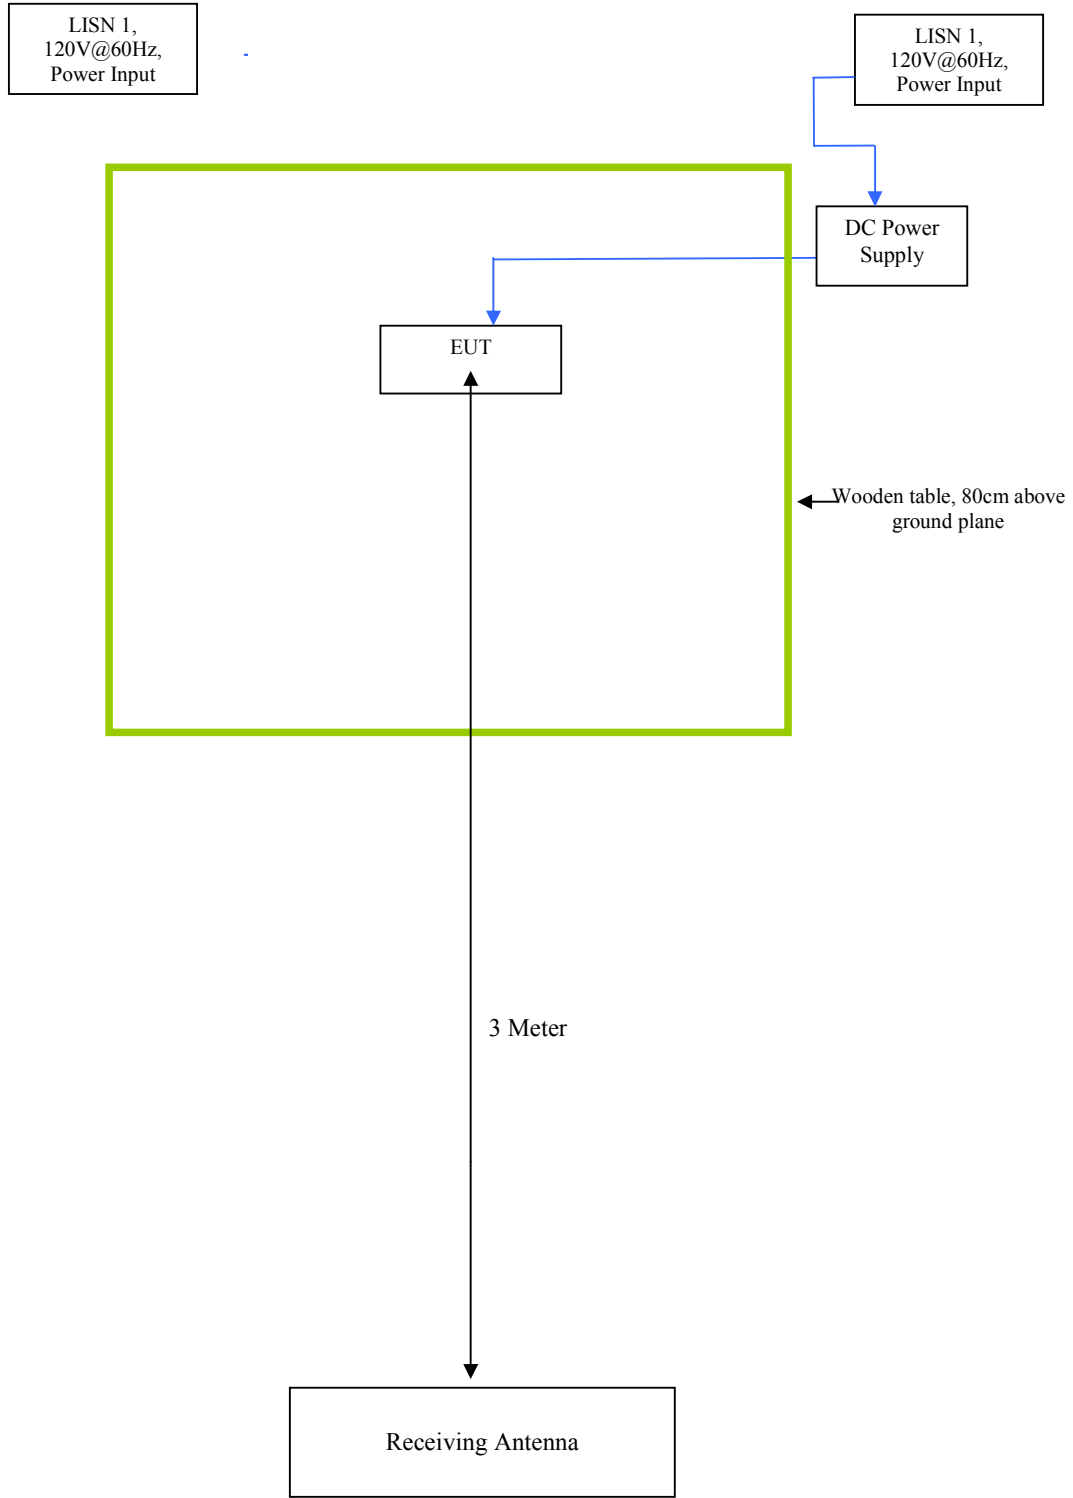 LISN 1,
120V@60Hz,
Power Input
LISN 1,
120V@60Hz,
Power Input
DC Power
Supply
EUT
Wooden table, 80cm above
ground plane
3 Meter
Receiving Antenna